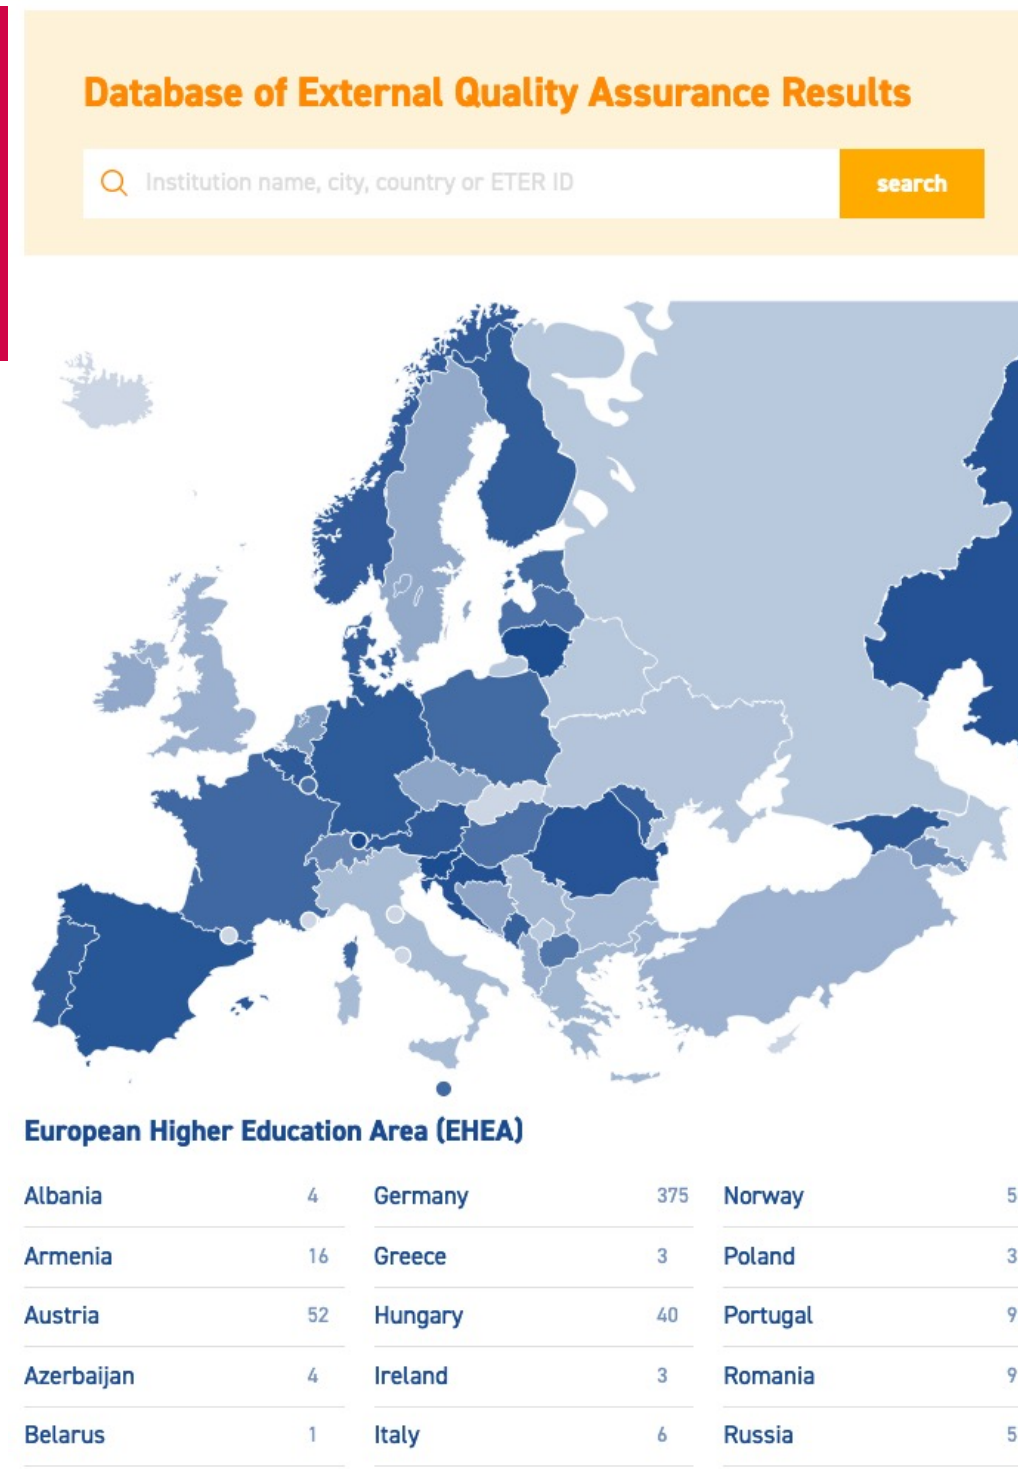 Database of External Quality Assurance Results
Institution name, city, country or ETER ID
search
European Higher Education Area (EHEA)
Albania 4 Germany 375 Norway 5
Armenia 16 Greece 3 Poland 3
Austria 52 Hungary 40 Portugal 9
Azerbaijan 4 Ireland 3 Romania 9
Belarus 1 Italy 6 Russia 5